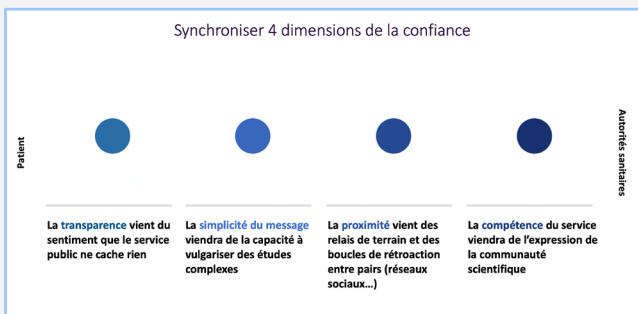 Synchroniser 4 dimensions de la confiance
Patient
Autorités sanitaires
La transparence vient du
sentiment que le service
public ne cache rien
La simplicité du message
viendra de la capacité à
vulgariser des études
complexes
La proximité vient des
relais de terrain et des
boucles de rétroaction
entre pairs (réseaux
sociaux...)
La compétence du service
viendra de l'expression de
la communauté
scientifique